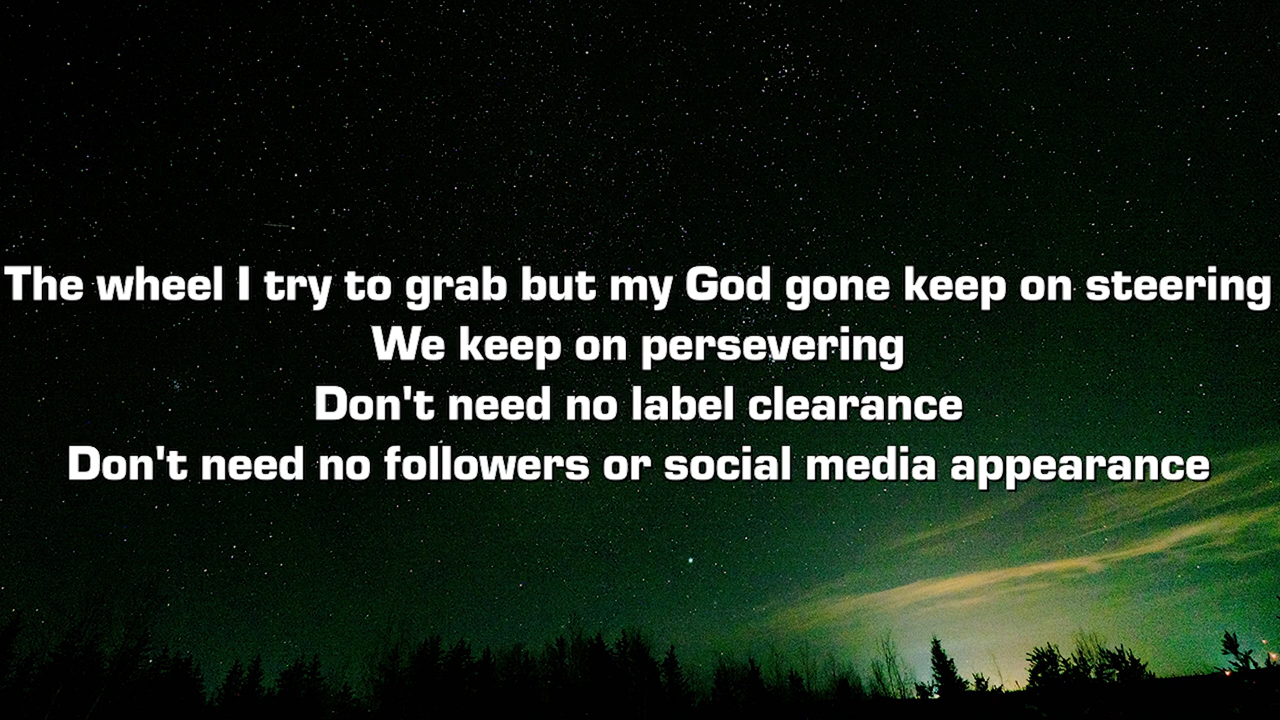 The wheel I try to grab but my God gone keep on steering
We keep on persevering
Don't need no label clearance
Don't need no followers or social media appearance